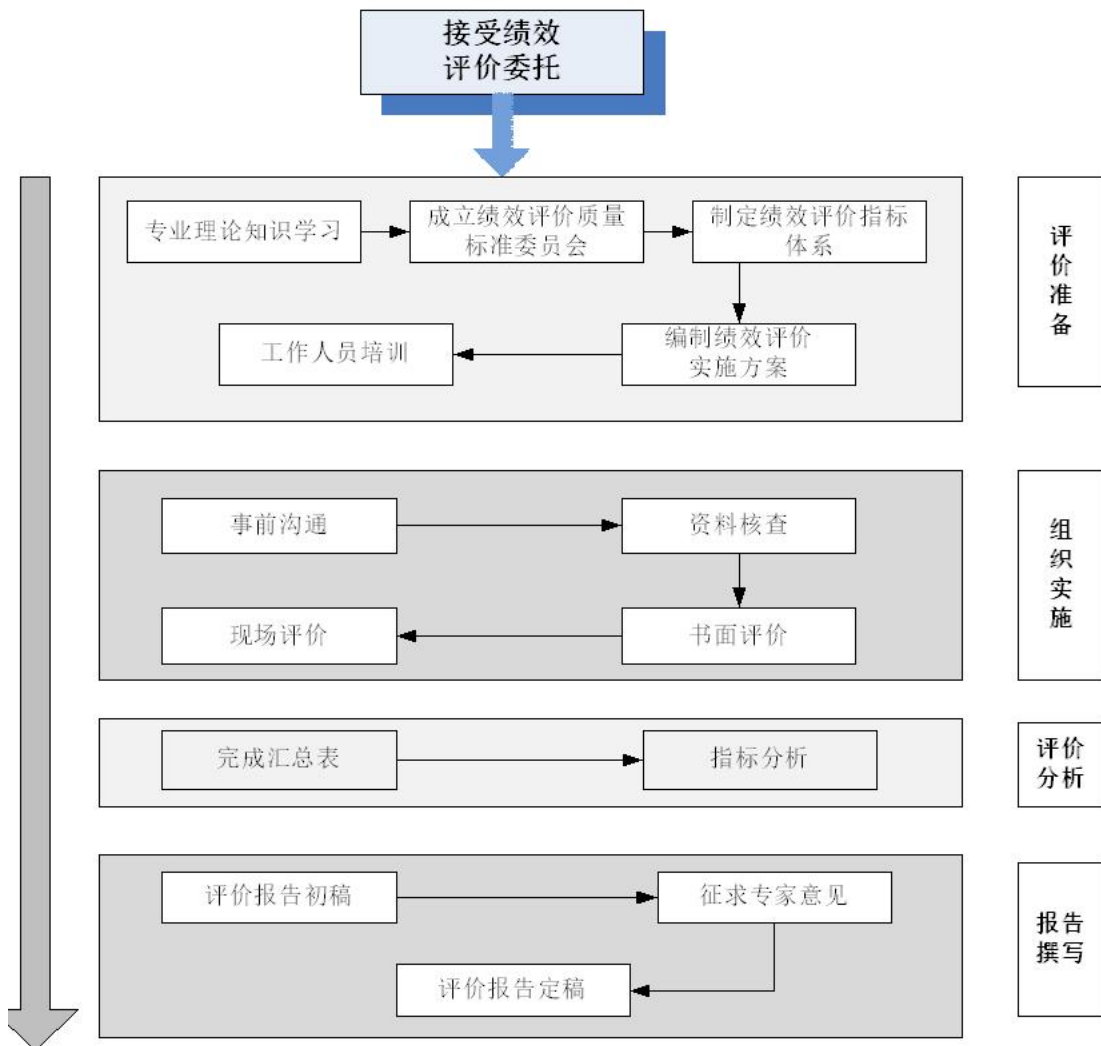 接受绩效
评价委托
专业理论知识学习
成立绩效评价质量
标准委员会
制定绩效评价指标
体系
工作人员培训
编制绩效评价
实施方案
评
价
准
备
事前沟通
资料核查
现场评价
书面评价
组
织
实
施
完成汇总表
指标分析
评价
分析
评价报告初稿
征求专家意见
评价报告定稿
报告
撰写